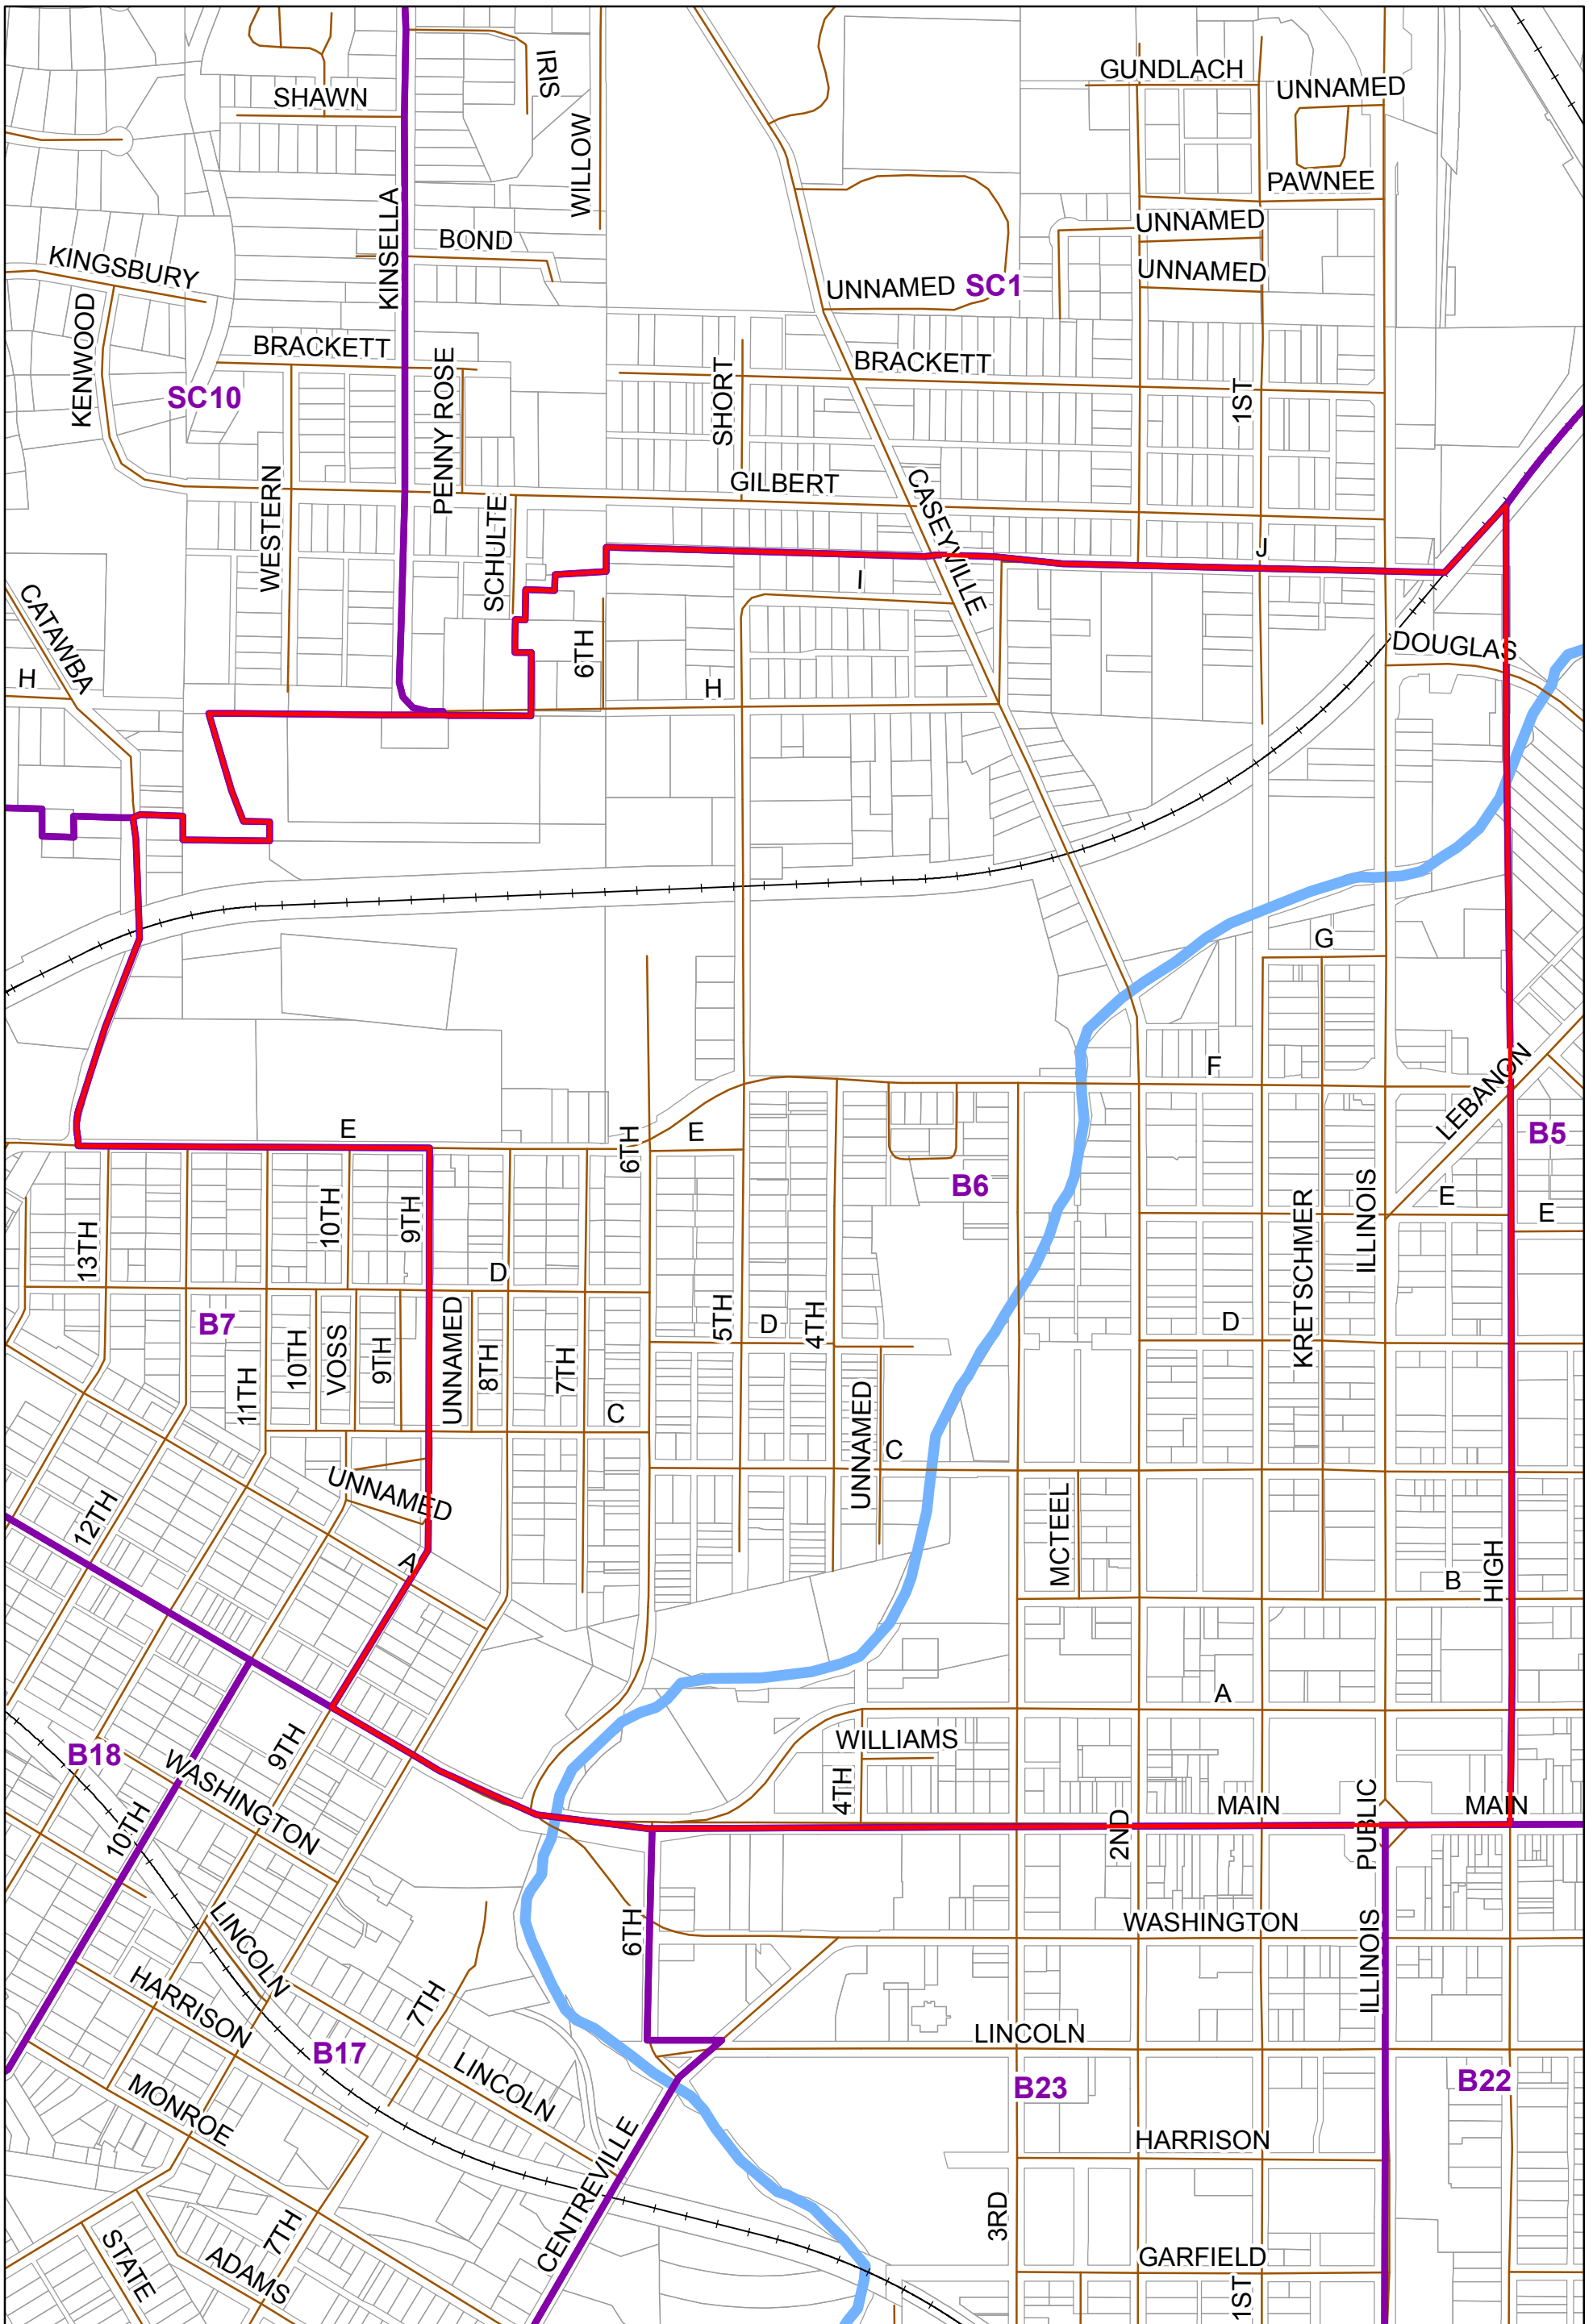 IRIS
GUNDLACH
UNNAMED
SHAWN
WILLOW
PAWNEE
KINSELLA
UNNAMED
BOND
KINGSBURY
UNNAMED
UNNAMED
SC1
KENWOOD
BRACKETT
BRACKETT
SC10
PENNY ROSE
SHORT
1ST
GILBERT
WESTERN
SCHULTE
CASEYVILLE
J
I
CATAWBA
6TH
DOUGLAS
H
H
G
F
LEBANON
E
6TH
E
B5
10TH
9TH
B6
ILLINOIS
E
E
13TH
KRETSCHMER
D
B7
UNNAMED
5TH
D
4TH
D
10TH
VOSS
9TH
8TH
7TH
11TH
C
UNNAMED
C
UNNAMED
12TH
MCTEEL
A
B
HIGH
A
WILLIAMS
9TH
B18
WASHINGTON
4TH
MAIN
PUBLIC
MAIN
10TH
2ND
6TH
WASHINGTON
LINCOLN
ILLINOIS
HARRISON
7TH
LINCOLN
B17
LINCOLN
B23
B22
MONROE
HARRISON
CENTREVILLE
3RD
7TH
STATE
ADAMS
GARFIELD
1ST